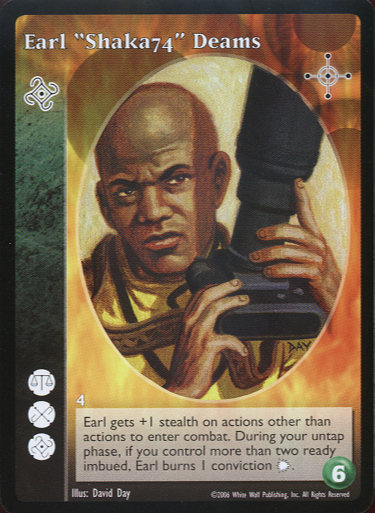 Earl "Shaka74" Deams
DAY
4
Earl gets +1 stealth on actions other than
actions to enter combat. During your untap
phase, if you control more than two ready
imbued, Earl burns 1 conviction .
6
Illus: David Day
©2006 White Wolf Publishing, Inc. All Rights Reserved